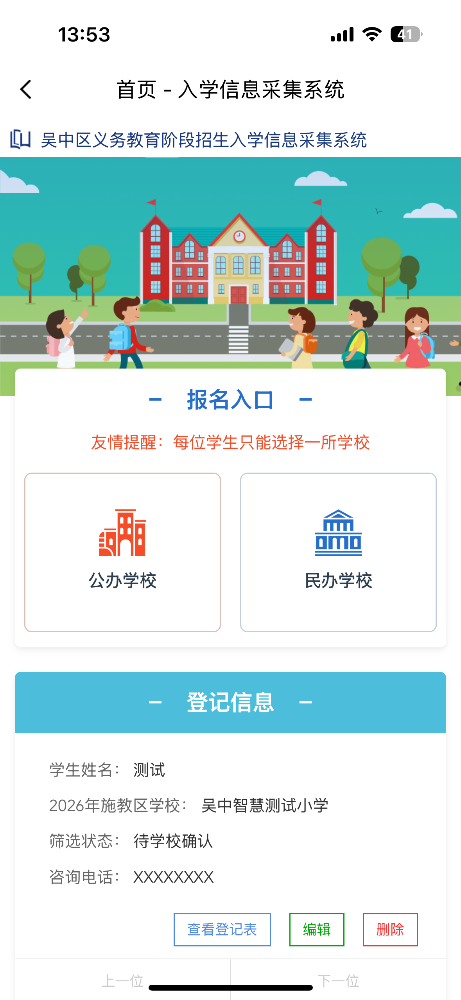 13:53
41
首页 - 入学信息采集系统
吴中区义务教育阶段招生入学信息采集系统
报名入口
友情提醒：每位学生只能选择一所学校
公办学校
民办学校
登记信息
学生姓名： 测试
2026年施教区学校： 吴中智慧测试小学
筛选状态： 待学校确认
咨询电话： XXXXXXXX
查看登记表
编辑
删除
上一位
下一位